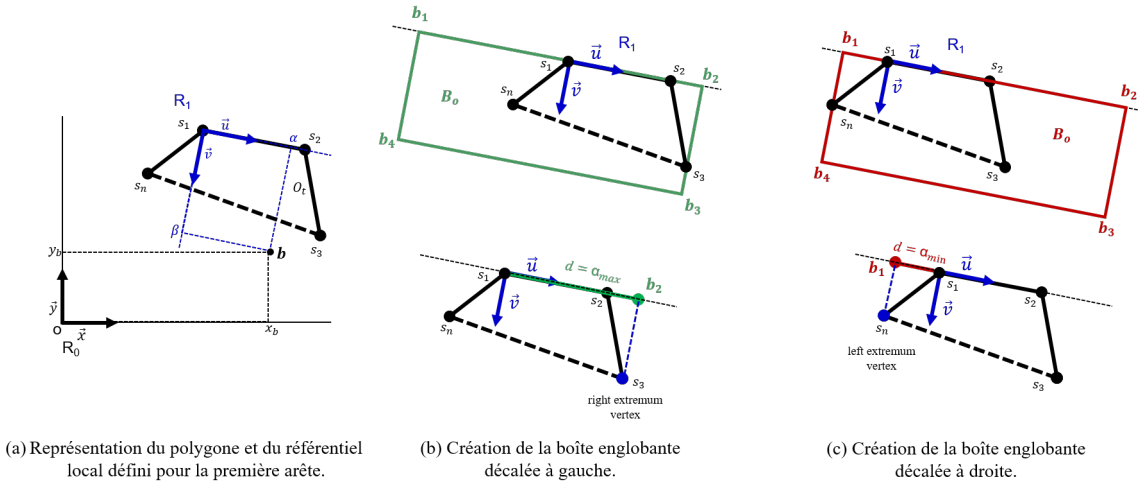 R₁
s₁
u⃗
α
s₂
v⃗
sₙ
Oₜ
s₃
β
b
y_b
y⃗
O
x⃗
x_b
R₀
(a) Représentation du polygone et du référentiel
local défini pour la première arête.
b₁
R₁
s₁
u⃗
s₂
b₂
v⃗
sₙ
Bₒ
b₄
s₃
b₃
s₁
u⃗
d = αₘₐₓ
b₂
s₂
v⃗
sₙ
s₃
right extremum
vertex
(b) Création de la boîte englobante
décalée à gauche.
b₁
s₁
u⃗
R₁
s₂
b₂
v⃗
sₙ
Bₒ
b₄
s₃
b₃
d = αₘᵢₙ
b₁
u⃗
s₁
s₂
v⃗
sₙ
left extremum
vertex
s₃
(c) Création de la boîte englobante
décalée à droite.